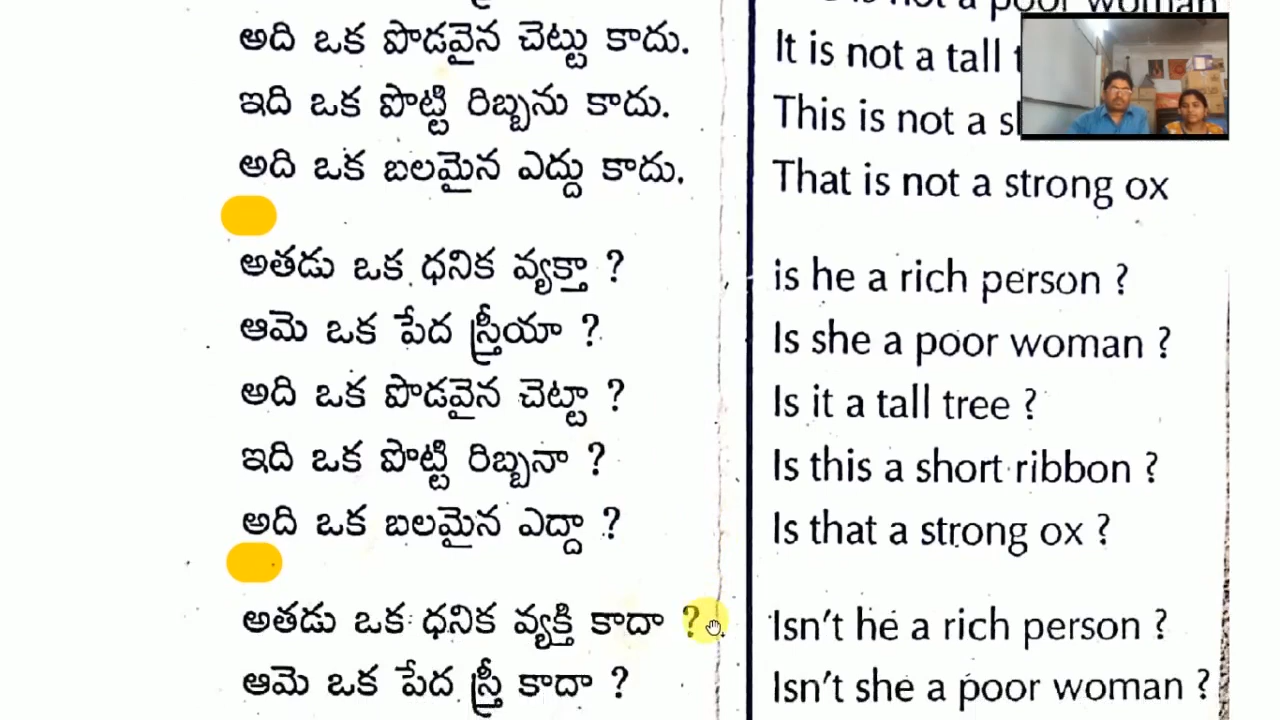 not a poor woman
అది ఒక పొడవైన చెట్టు కాదు. It is not a tall
ఇది ఒక పొట్టి రిబ్బను కాదు. This is not a
అది ఒక బలమైన ఎద్దు కాదు. That is not a strong ox
అతడు ఒక ధనిక వ్యక్తా ? is he a rich person ?
ఆమె ఒక పేద స్త్రీయా ? Is she a poor woman ?
అది ఒక పొడవైన చెట్టా ? Is it a tall tree ?
ఇది ఒక పొట్టి రిబ్బనా ? Is this a short ribbon ?
అది ఒక బలమైన ఎద్దా ? Is that a strong ox ?
అతడు ఒక ధనిక వ్యక్తి కాదా ? Isn't he a rich person ?
ఆమె ఒక పేద స్త్రీ కాదా ? Isn't she a poor woman ?